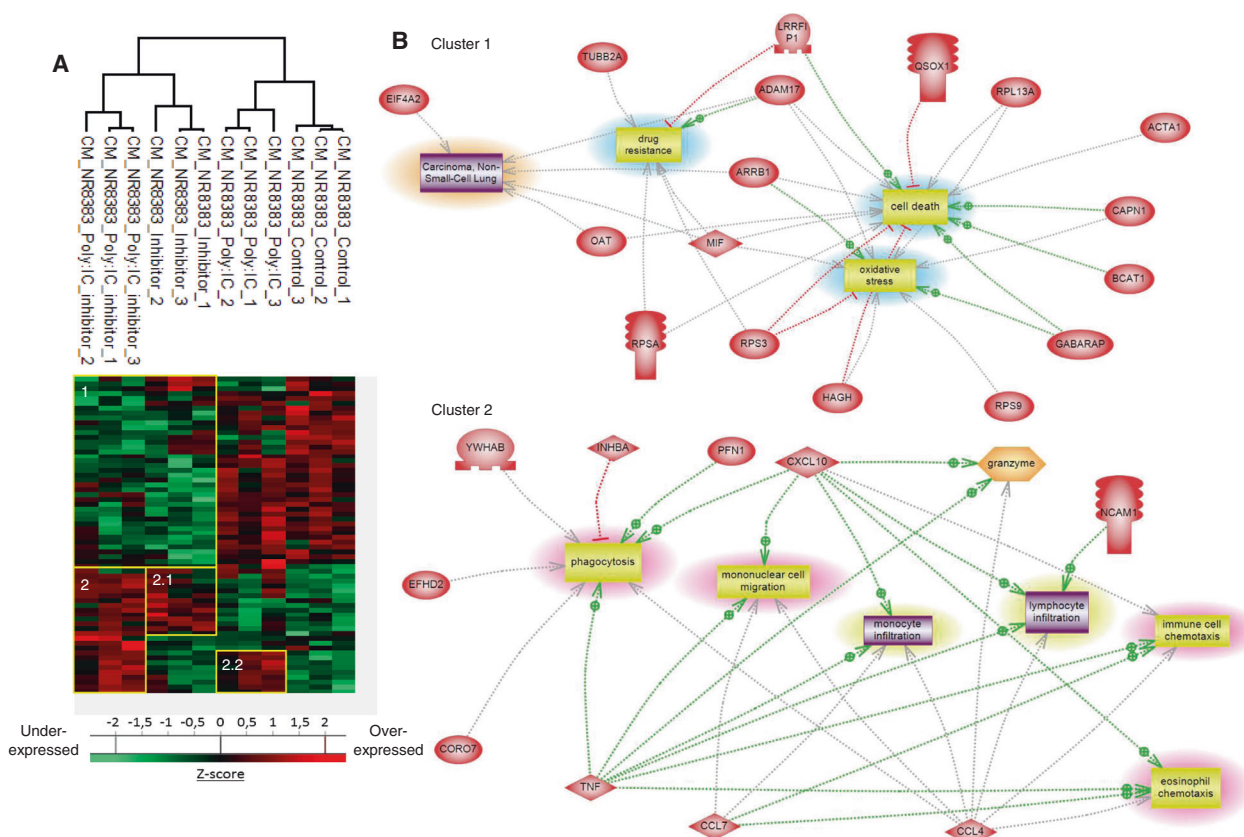 A
CM_NR8383_Poly:IC_inhibitor_2
CM_NR8383_Poly:IC_inhibitor_1
CM_NR8383_Poly:IC_inhibitor_3
CM_NR8383_Inhibitor_2
CM_NR8383_Inhibitor_3
CM_NR8383_Inhibitor_1
CM_NR8383_Poly:IC_2
CM_NR8383_Poly:IC_1
CM_NR8383_Poly:IC_3
CM_NR8383_Control_3
CM_NR8383_Control_2
CM_NR8383_Control_1
1
2
2.1
2.2
-2 -1,5 -1 -0,5 0 0,5 1 1,5 2
Under-
expressed
Over-
expressed
Z-score
B
Cluster 1
LRRFI
P1
TUBB2A
QSOX1
EIF4A2
ADAM17
RPL13A
ACTA1
drug
resistance
Carcinoma, Non-
Small-Cell Lung
ARRB1
cell death
CAPN1
OAT
MIF
oxidative
stress
BCAT1
RPSA
RPS3
GABARAP
HAGH
RPS9
Cluster 2
YWHAB
INHBA
PFN1
CXCL10
granzyme
NCAM1
phagocytosis
mononuclear cell
migration
EFHD2
lymphocyte
infiltration
monocyte
infiltration
immune cell
chemotaxis
CORO7
TNF
eosinophil
chemotaxis
CCL7
CCL4